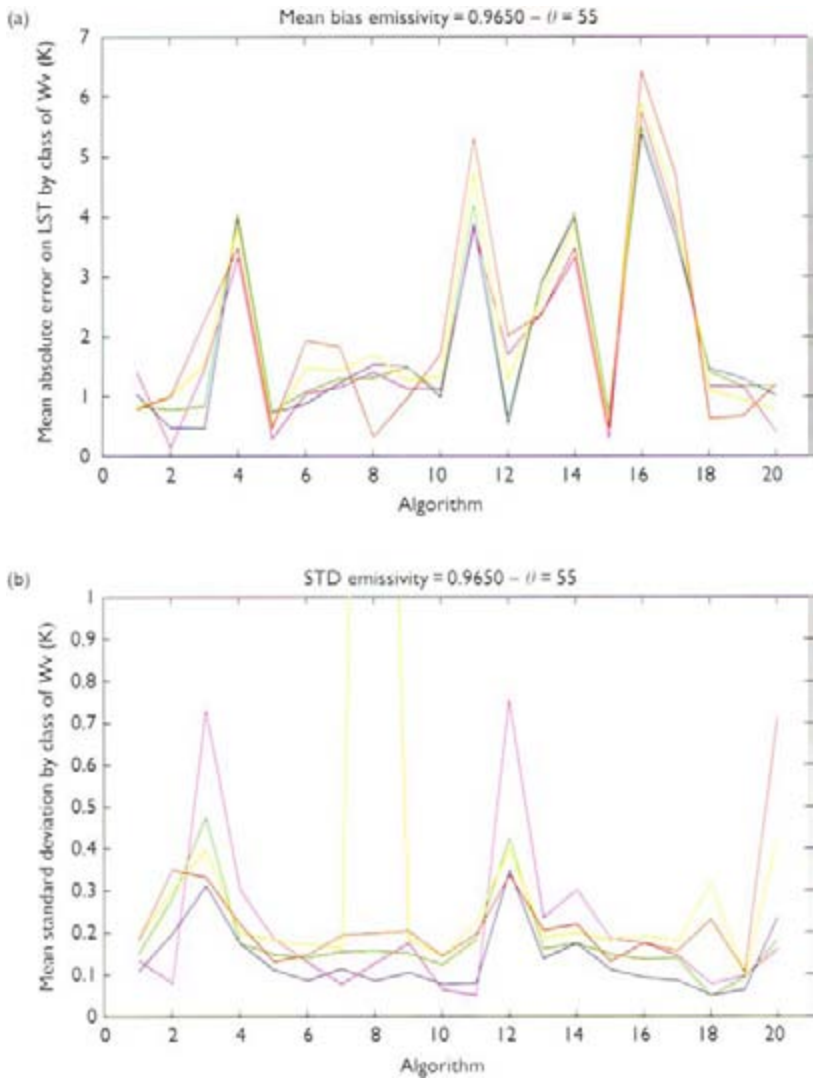 (a)
Mean bias emissivity = 0.9650 – θ = 55
Mean absolute error on LST by class of Wv (K)
7
6
5
4
3
2
1
0
0 2 4 6 8 10 12 14 16 18 20
Algorithm
(b)
STD emissivity = 0.9650 – θ = 55
Mean standard deviation by class of Wv (K)
1
0.9
0.8
0.7
0.6
0.5
0.4
0.3
0.2
0.1
0
0 2 4 6 8 10 12 14 16 18 20
Algorithm